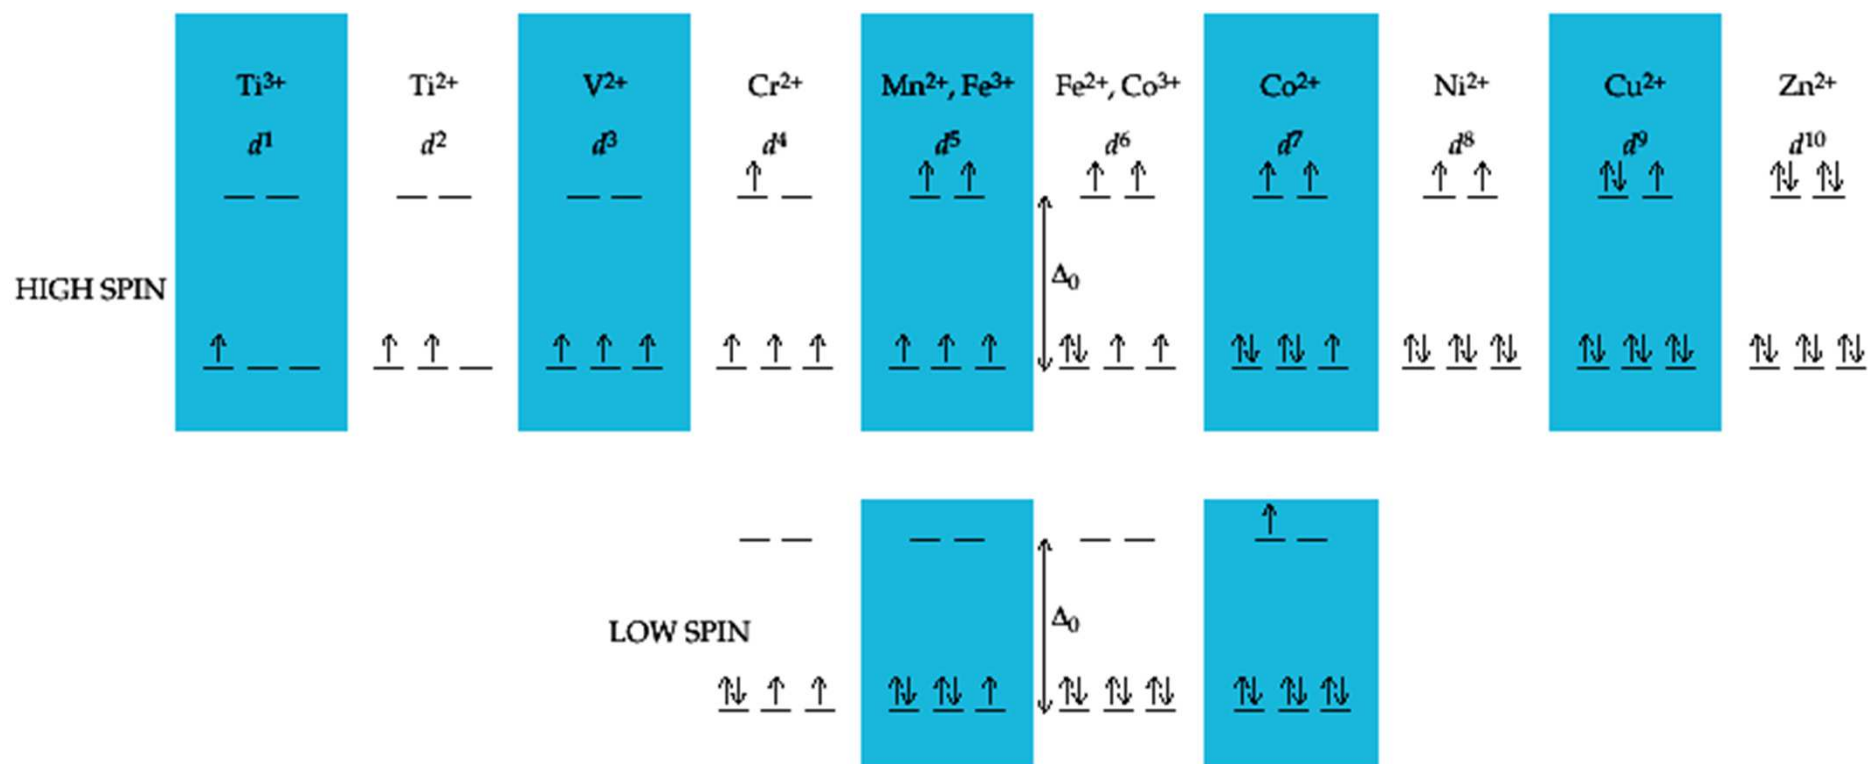 Ti³⁺ Ti²⁺ V²⁺ Cr²⁺ Mn²⁺, Fe³⁺ Fe²⁺, Co³⁺ Co²⁺ Ni²⁺ Cu²⁺ Zn²⁺
d¹ d² d³ d⁴ d⁵ d⁶ d⁷ d⁸ d⁹ d¹⁰
Δ₀
HIGH SPIN
Δ₀
LOW SPIN